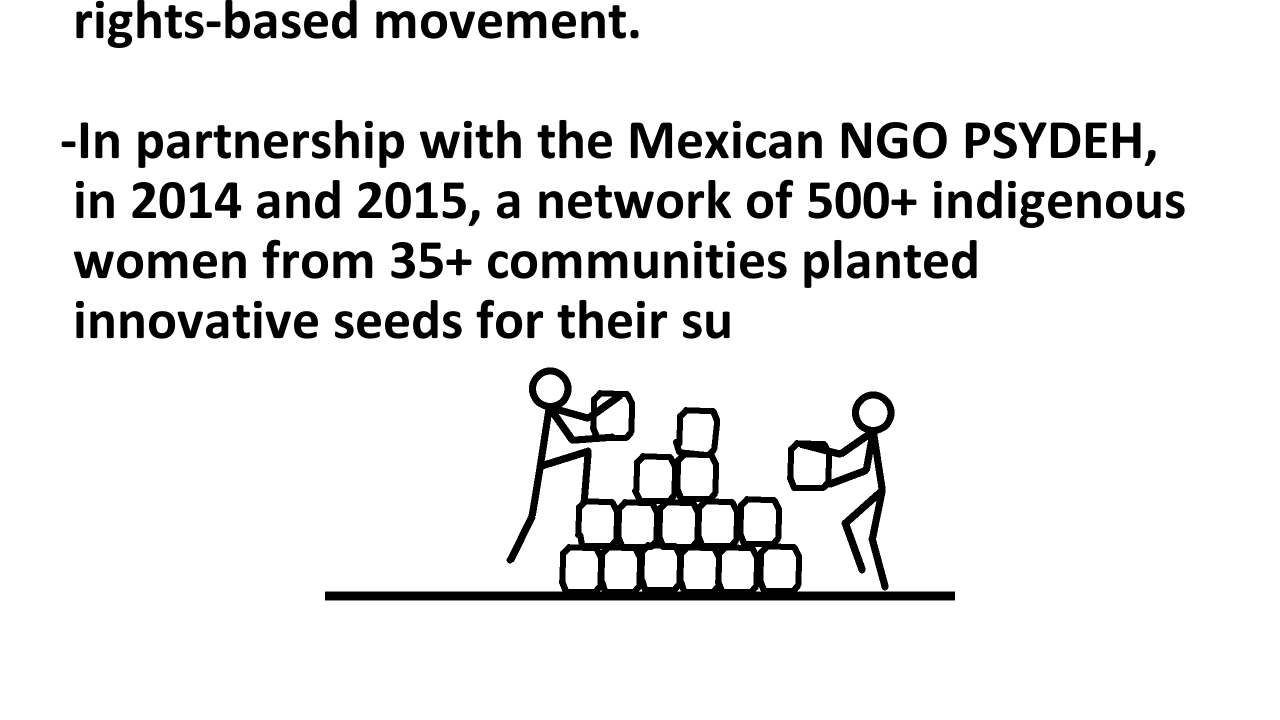 rights-based movement.
-In partnership with the Mexican NGO PSYDEH,
in 2014 and 2015, a network of 500+ indigenous
women from 35+ communities planted
innovative seeds for their su